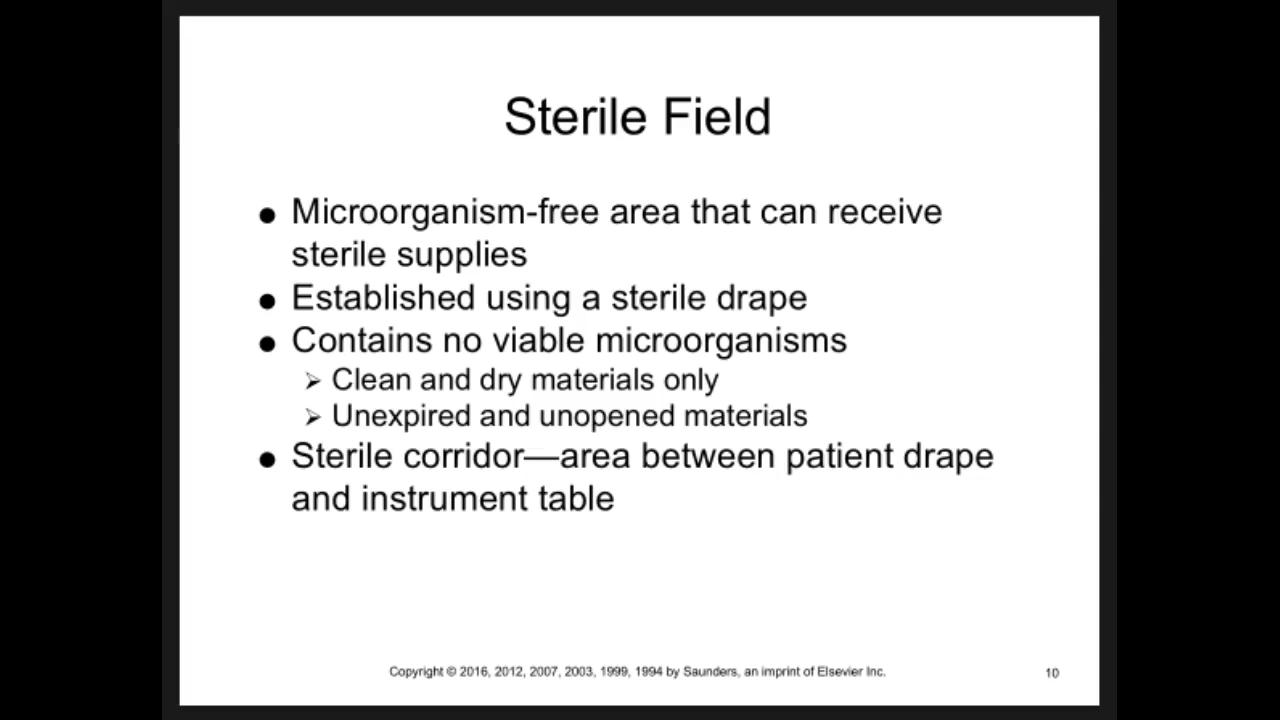 Sterile Field
● Microorganism-free area that can receive
sterile supplies
● Established using a sterile drape
● Contains no viable microorganisms
➢ Clean and dry materials only
➢ Unexpired and unopened materials
● Sterile corridor—area between patient drape
and instrument table
Copyright © 2016, 2012, 2007, 2003, 1999, 1994 by Saunders, an imprint of Elsevier Inc.
10